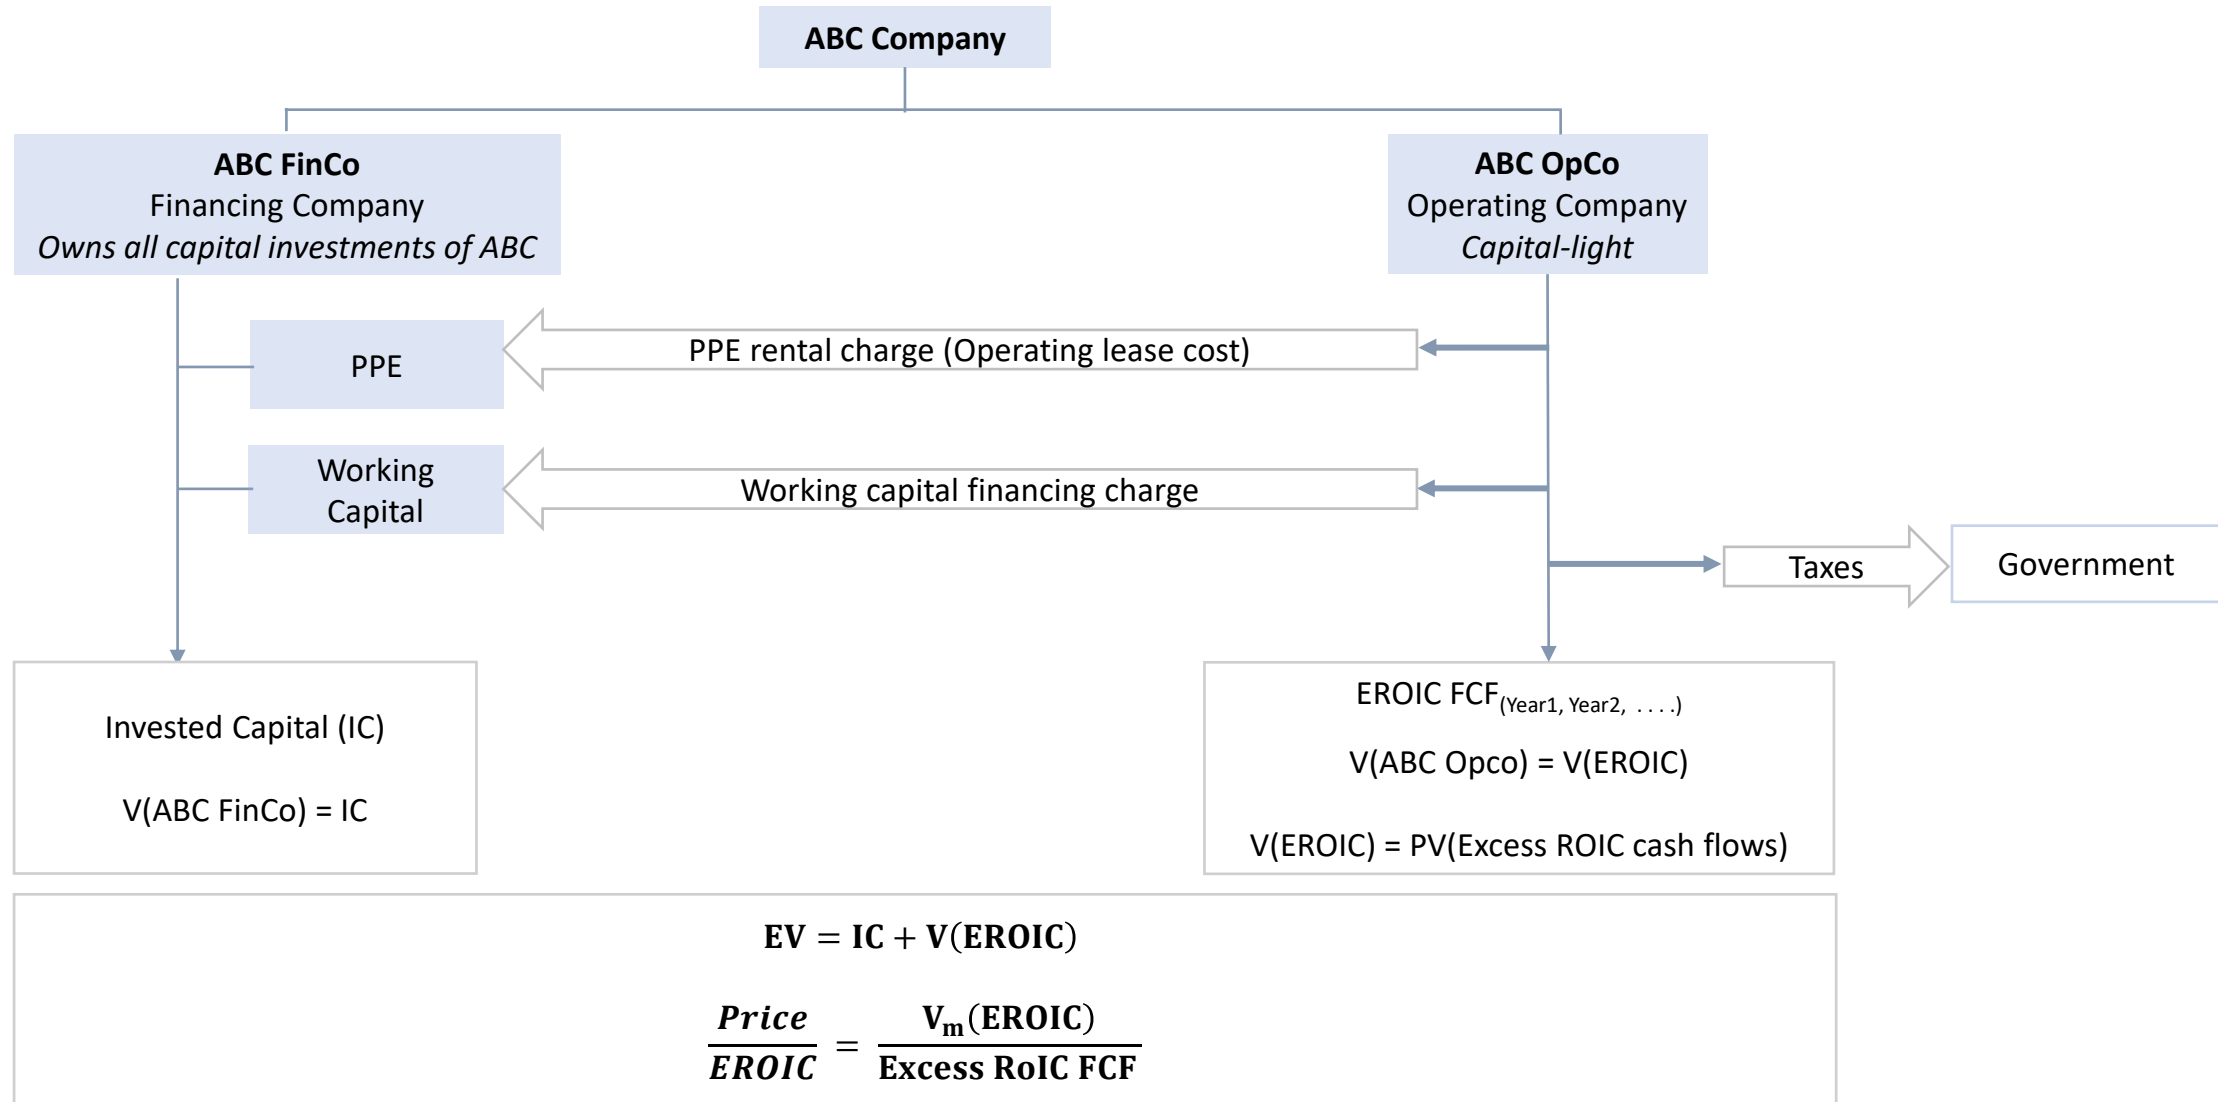 ABC Company
ABC FinCo
Financing Company
Owns all capital investments of ABC
ABC OpCo
Operating Company
Capital-light
PPE
PPE rental charge (Operating lease cost)
Working
Capital
Working capital financing charge
Taxes
Government
Invested Capital (IC)
V(ABC FinCo) = IC
EROIC FCF(Year1, Year2, . . . .)
V(ABC Opco) = V(EROIC)
V(EROIC) = PV(Excess ROIC cash flows)
EV = IC + V(EROIC)
Price/EROIC = Vm(EROIC)/Excess RoIC FCF